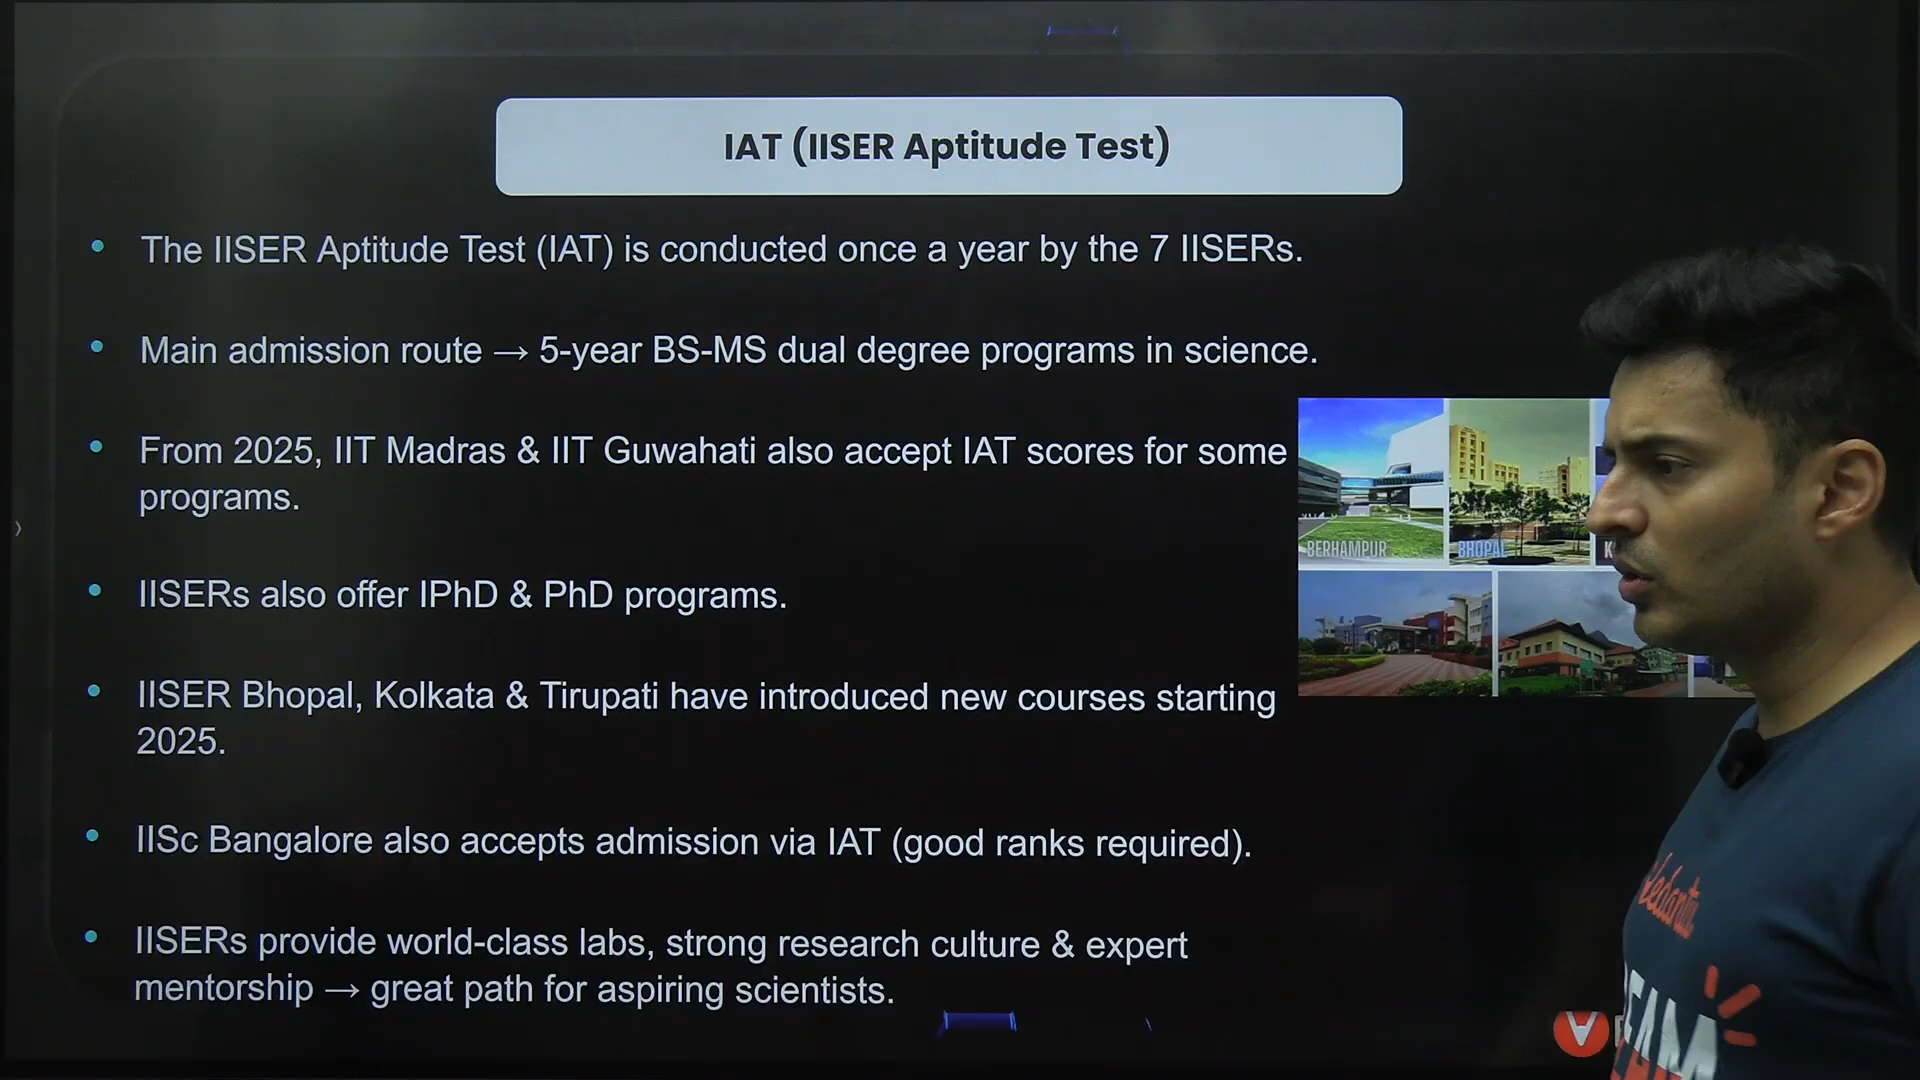 IAT (IISER Aptitude Test)
The IISER Aptitude Test (IAT) is conducted once a year by the 7 IISERs.
Main admission route → 5-year BS-MS dual degree programs in science.
From 2025, IIT Madras & IIT Guwahati also accept IAT scores for some
programs.
BERHAMPUR
BHOPAL
K
IISERs also offer IPhD & PhD programs.
IISER Bhopal, Kolkata & Tirupati have introduced new courses starting
2025.
IISc Bangalore also accepts admission via IAT (good ranks required).
IISERs provide world-class labs, strong research culture & expert
mentorship → great path for aspiring scientists.
Vedantu